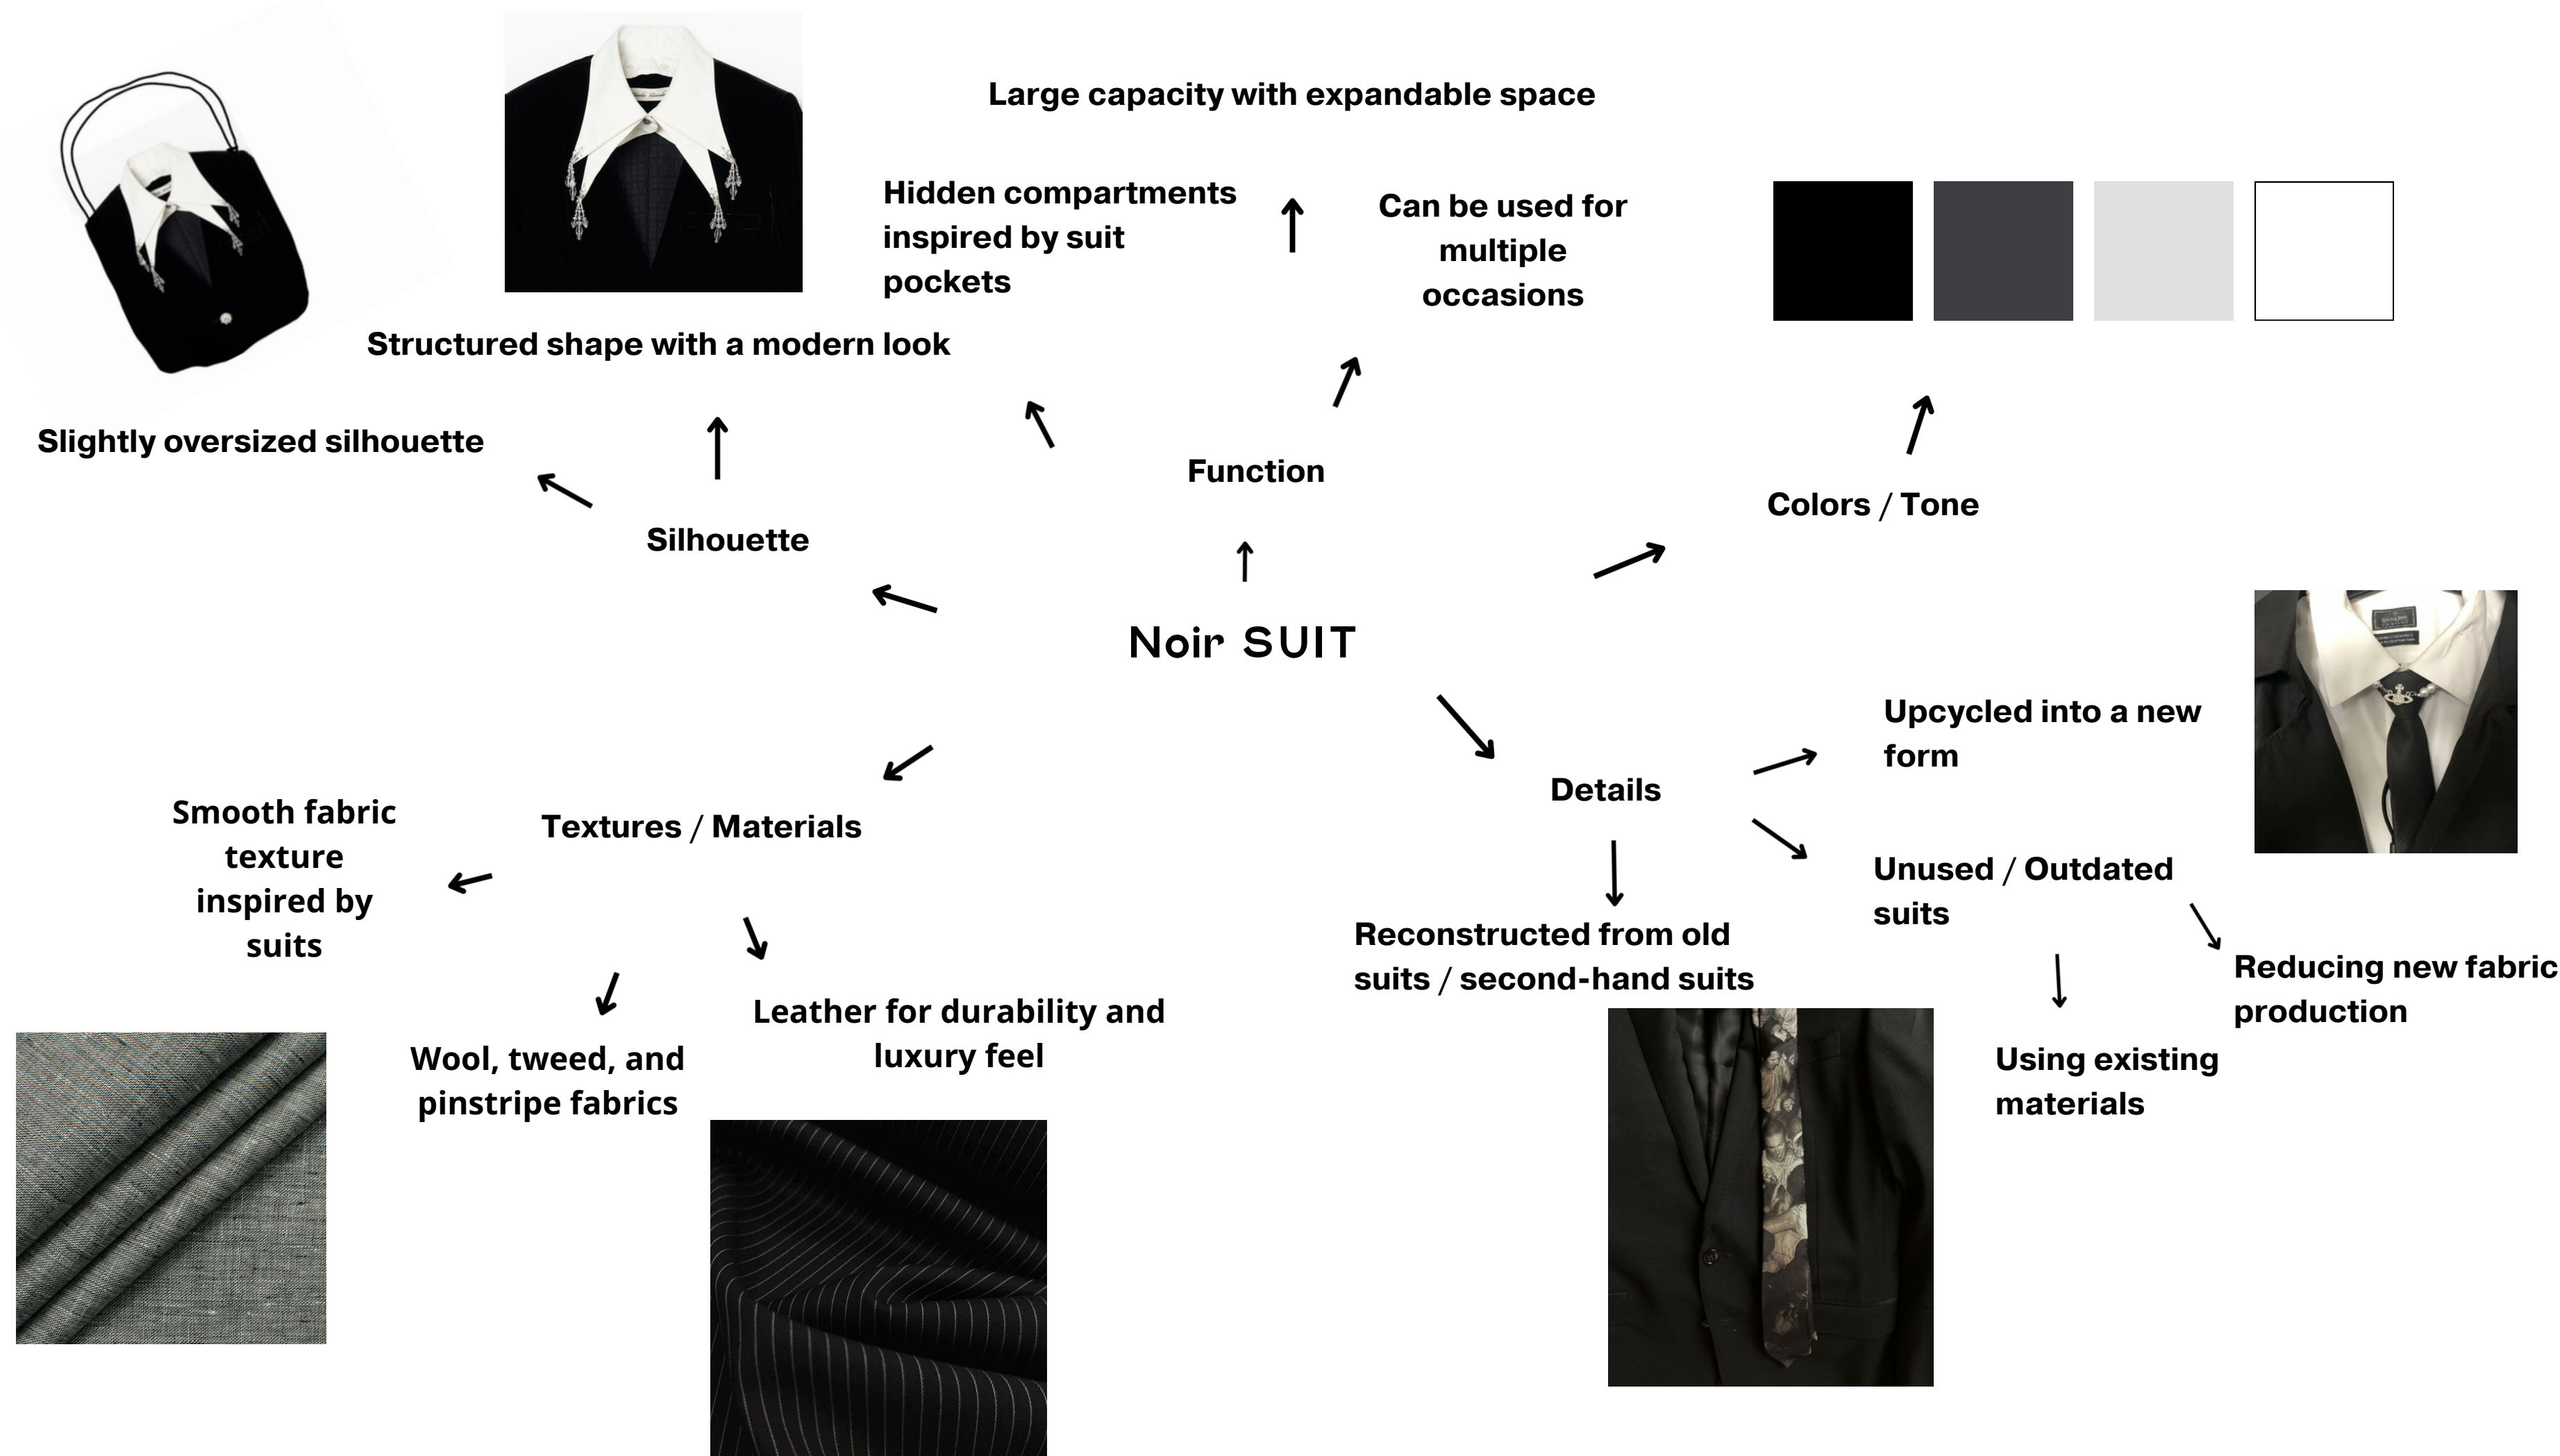 Large capacity with expandable space
Hidden compartments
inspired by suit
pockets
Can be used for
multiple
occasions
Structured shape with a modern look
Slightly oversized silhouette
Function
Colors / Tone
Silhouette
Noir SUIT
Upcycled into a new
form
Details
Smooth fabric
texture
inspired by
suits
Textures / Materials
Unused / Outdated
suits
Reconstructed from old
suits / second-hand suits
Reducing new fabric
production
Leather for durability and
luxury feel
Wool, tweed, and
pinstripe fabrics
Using existing
materials